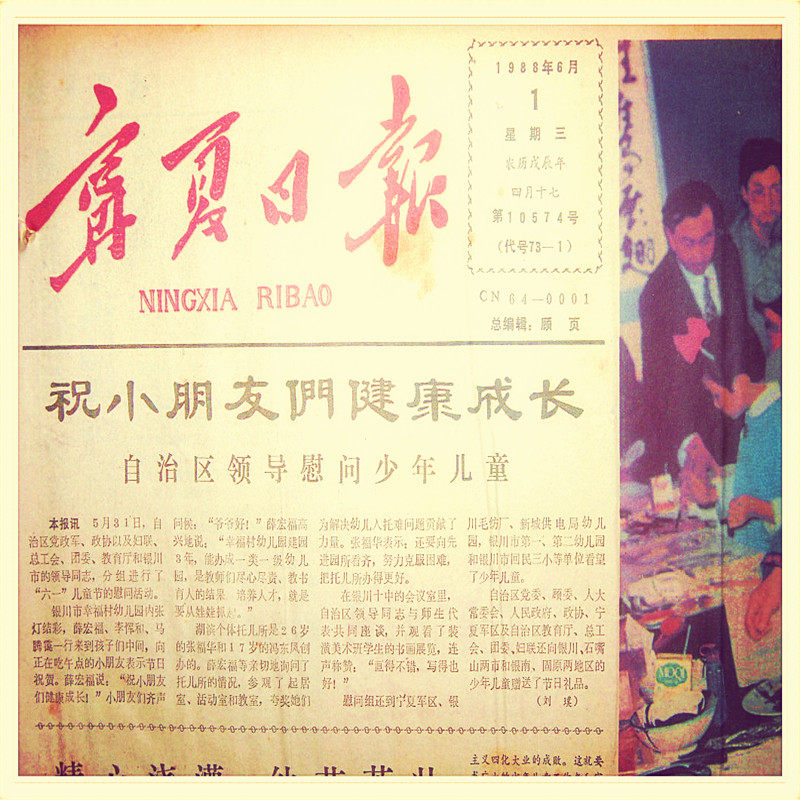 寧夏日報
NINGXIA RIBAO
1988年6月
1
星期三
农历戊辰年
四月十七
第10574号
(代号73—1)
CN 64—0001
总编辑：顾 页
祝小朋友們健康成长
自治区领导慰问少年儿童
本报讯 5月31日，自
治区党政军、政协以及妇联、
总工会、团委、教育厅和银川
市的领导同志，分组进行了
“六一”儿童节的慰问活动。
银川市幸福村幼儿园内张
灯结彩，薛宏福、李恽和、马
腾霭一行来到孩子们中间，向
正在吃午点的小朋友表示节日
祝贺。薛宏福说：“祝小朋友
们健康成长！”小朋友们齐声
问候：“爷爷好！”薛宏福高
兴地说：“幸福村幼儿园建园
3年，能办成一类一级幼儿
园，是教师们尽心尽责、教书
育人的结果。培养人才，就是
要从娃娃抓起。”
湖滨个体托儿所是26岁
的张福华和17岁的冯东凤创
办的。薛宏福等亲切地询问了
托儿所的情况，参观了起居
室、活动室和教室，夸奖她们
为解决幼儿入托难问题贡献了
力量。张福华表示：还要向先
进园所看齐，努力克服困难，
把托儿所办得更好。
在银川十中的会议室里，
自治区领导同志与师生代
表共同座谈，并观看了装
潢美术班学生的书画展览，连
声称赞：“画得不错，写得也
好！”
慰问组还到宁夏军区、银
川毛纺厂、新城供电局幼儿
园，银川市第一、第二幼儿园
和银川市回民三小等单位看望
了少年儿童。
自治区党委、顾委、人大
常委会、人民政府、政协、宁
夏军区及自治区教育厅、总工
会、团委、妇联还向银川、石嘴
山两市和银南、固原两地区的
少年儿童赠送了节日礼品。
（刘 瑛）
主义四化大业的成败。这就要